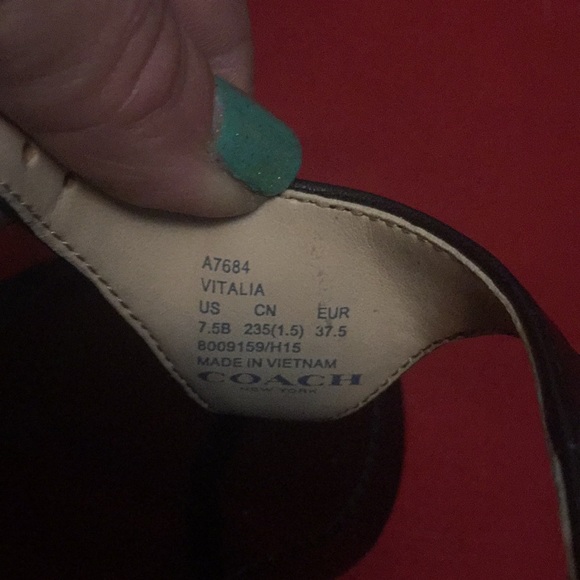 A7684
VITALIA
US CN EUR
7.5B 235(1.5) 37.5
8009159/H15
MADE IN VIETNAM
COACH
NEW YORK